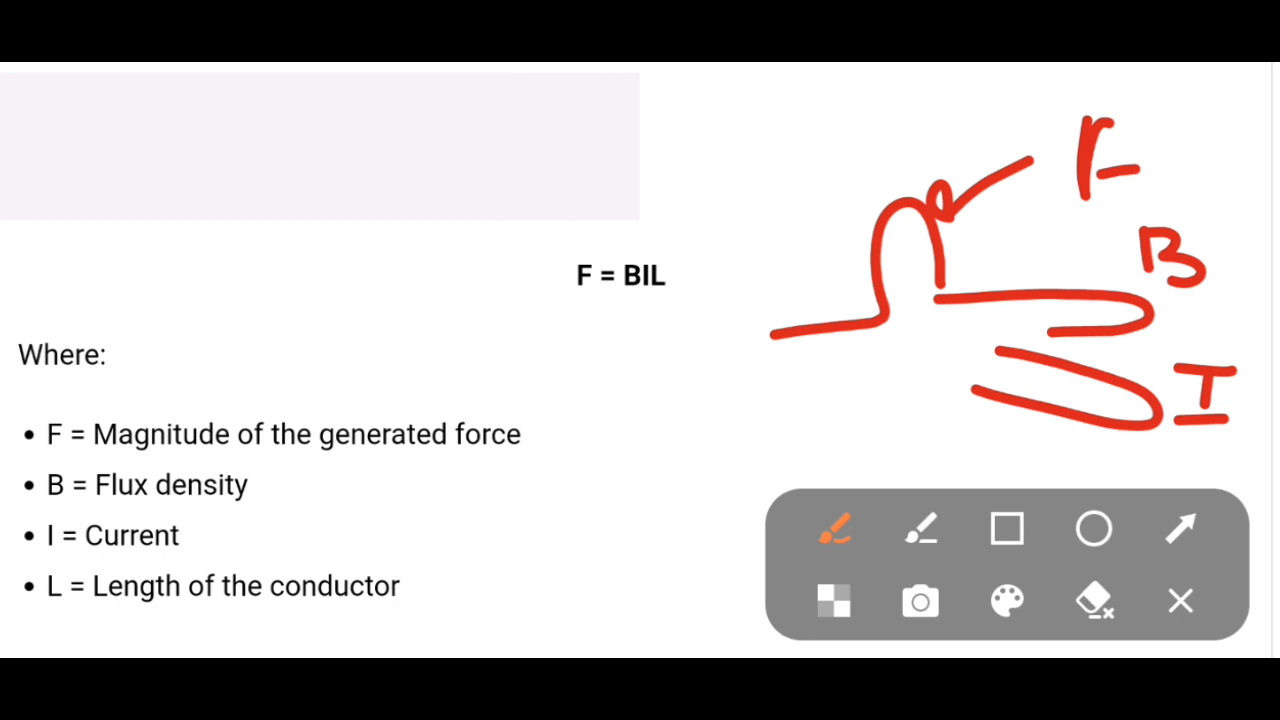 F = BIL
Where:
• F = Magnitude of the generated force
• B = Flux density
• I = Current
• L = Length of the conductor
F
B
I